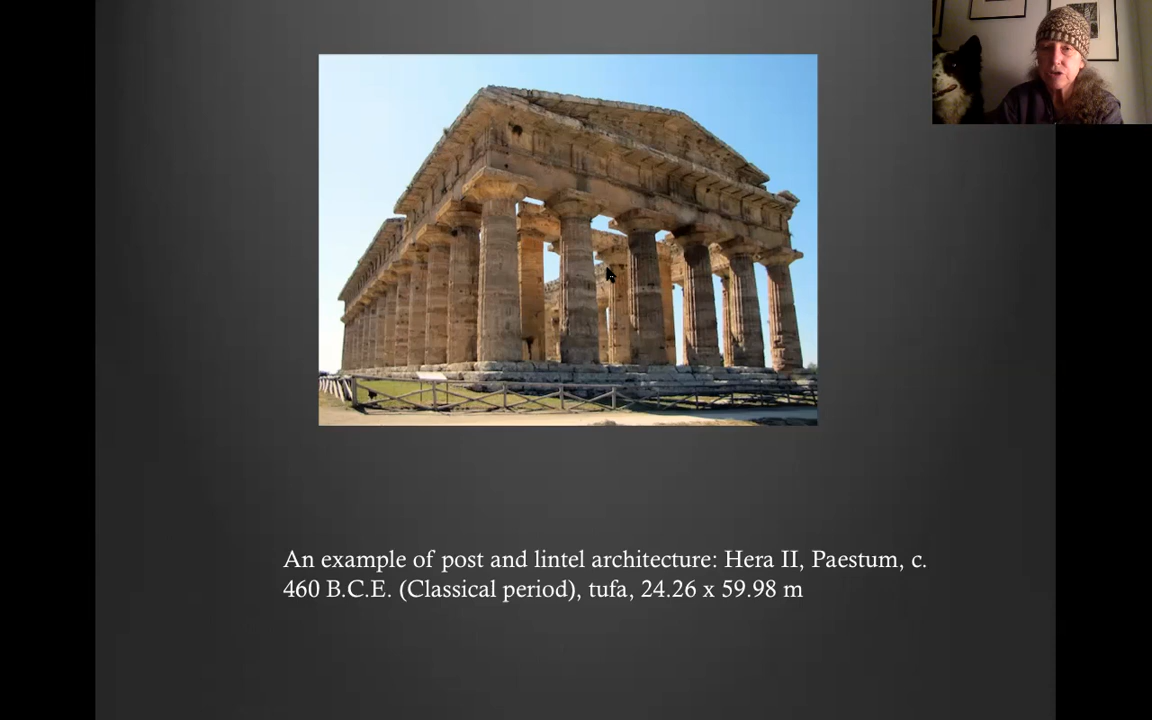 An example of post and lintel architecture: Hera II, Paestum, c.
460 B.C.E. (Classical period), tufa, 24.26 x 59.98 m